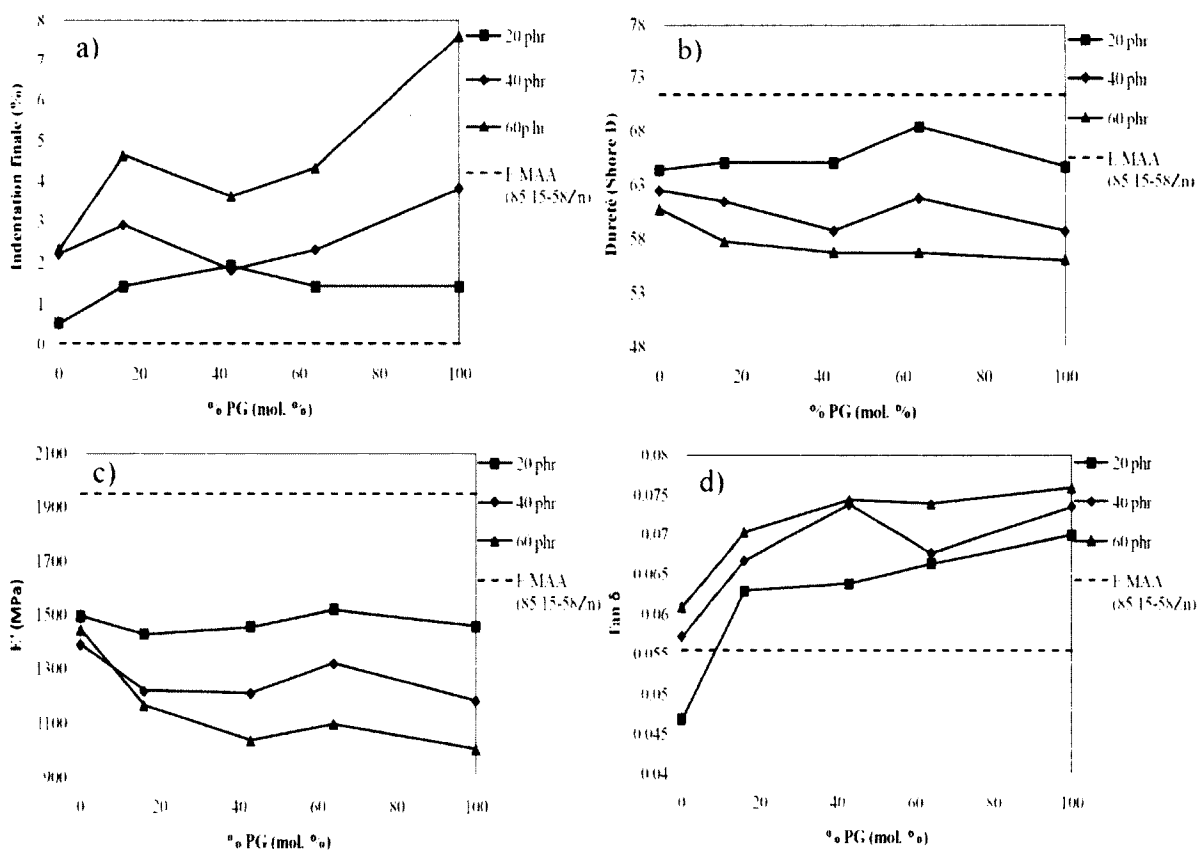 a)
Indentation finale (%)
8
7
6
5
4
3
2
1
0
0 20 40 60 80 100
% PG (mol. %)
20 phr
40 phr
60phr
E MAA
(85 15-58Zn)
b)
Dureté (Shore D)
78
73
68
63
58
53
48
0 20 40 60 80 100
% PG (mol. %)
20 phr
40 phr
60 phr
E MAA
(85 15-58Zn)
c)
E' (MPa)
2100
1900
1700
1500
1300
1100
900
0 20 40 60 80 100
% PG (mol. %)
20 phr
40 phr
60 phr
E MAA
(85 15-58Zn)
d)
Tan δ
0.08
0.075
0.07
0.065
0.06
0.055
0.05
0.045
0.04
0 20 40 60 80 100
% PG (mol. %)
20 phr
40 phr
60 phr
E MAA
(85 15-58Zn)